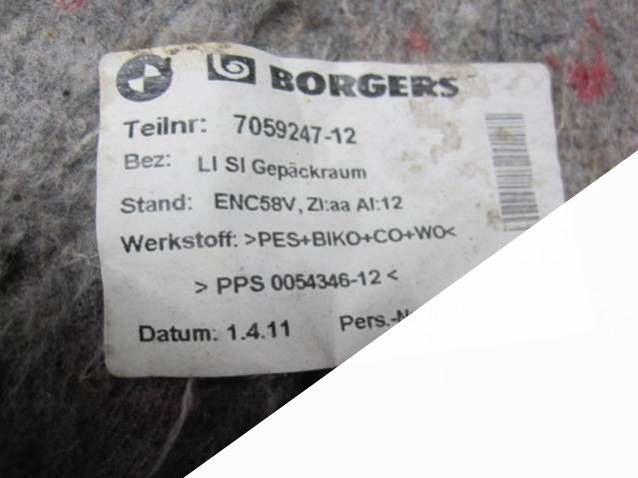 BORGERS
Teilnr: 7059247-12
Bez: LI SI Gepäckraum
Stand: ENC58V, ZI:aa AI:12
Werkstoff: >PES+BIKO+CO+WO<
> PPS 0054346-12 <
Datum: 1.4.11 Pers.-N